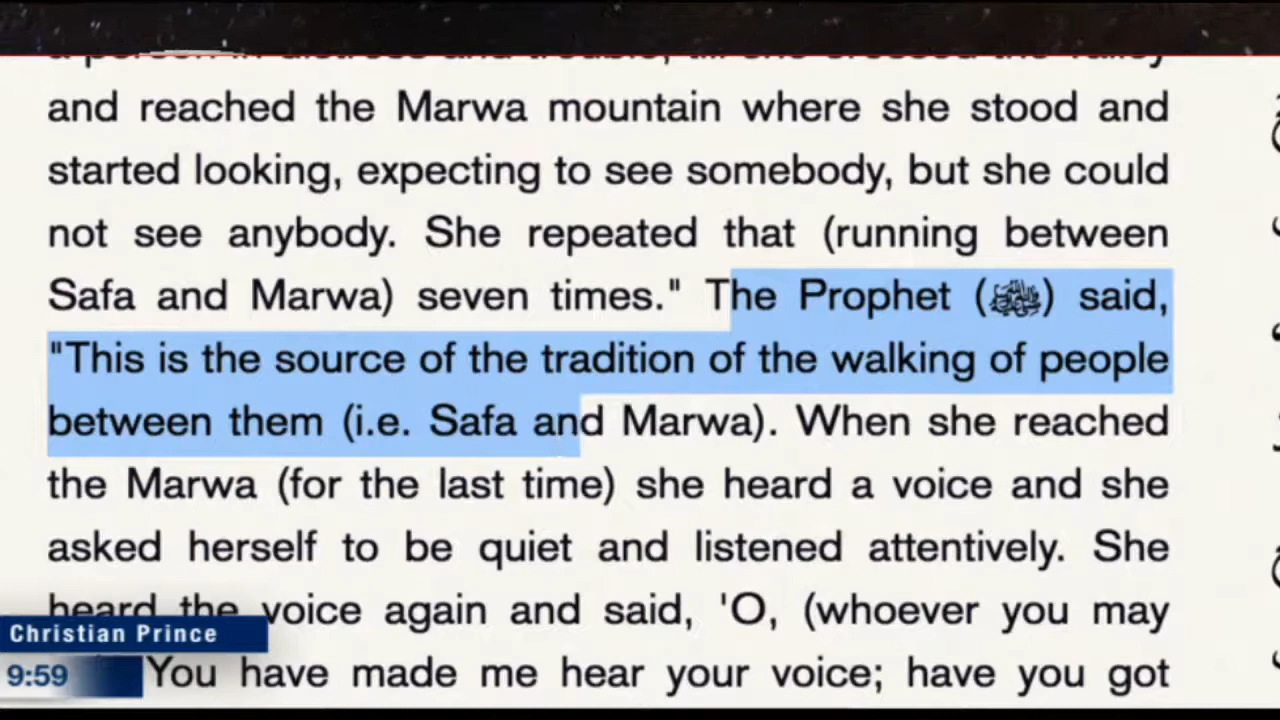 and reached the Marwa mountain where she stood and
started looking, expecting to see somebody, but she could
not see anybody. She repeated that (running between
Safa and Marwa) seven times." The Prophet (ﷺ) said,
"This is the source of the tradition of the walking of people
between them (i.e. Safa and Marwa). When she reached
the Marwa (for the last time) she heard a voice and she
asked herself to be quiet and listened attentively. She
heard the voice again and said, 'O, (whoever you may
You have made me hear your voice; have you got
Christian Prince
9:59